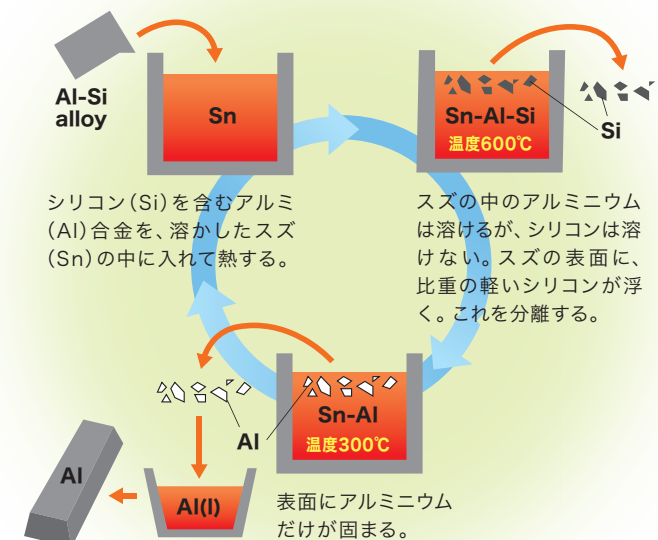 Al-Si
alloy
Sn
シリコン(Si)を含むアルミ
(Al)合金を、溶かしたスズ
(Sn)の中に入れて熱する。
Sn-Al-Si
温度600℃
Si
スズの中のアルミニウム
は溶けるが、シリコンは溶
けない。スズの表面に、
比重の軽いシリコンが浮
く。これを分離する。
Sn-Al
温度300℃
Al
表面にアルミニウム
だけが固まる。
Al(l)
Al